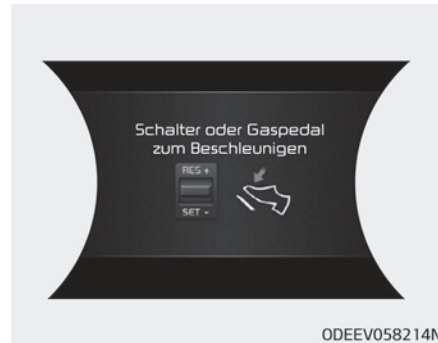 Schalter oder Gaspedal
zum Beschleunigen
RES +
SET -
ODEEV058214N